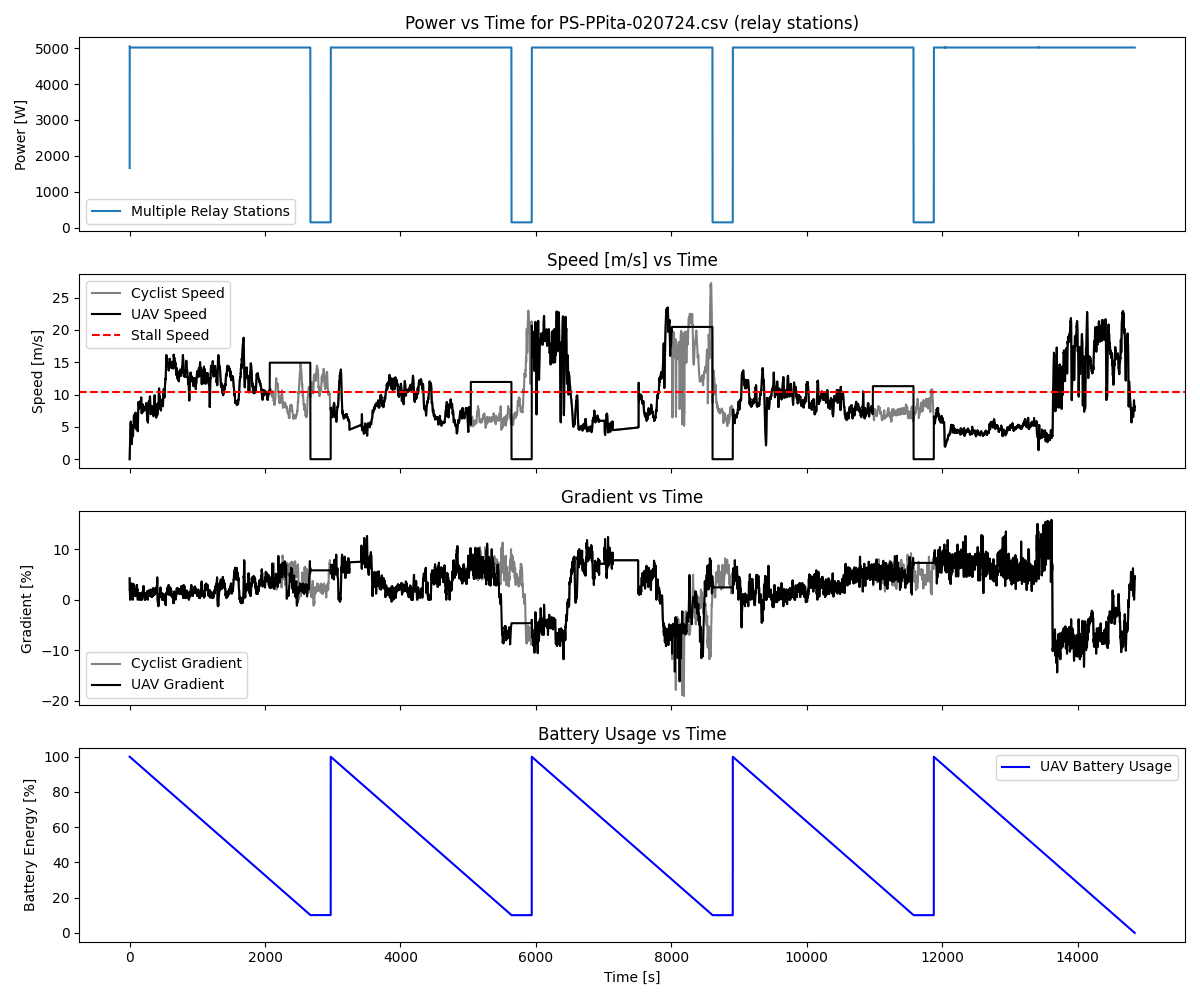 Power vs Time for PS-PPita-020724.csv (relay stations)
5000
4000
3000
2000
1000
0
Power [W]
Multiple Relay Stations
Speed [m/s] vs Time
25
20
15
10
5
0
Speed [m/s]
Cyclist Speed
UAV Speed
Stall Speed
Gradient vs Time
10
0
−10
−20
Gradient [%]
Cyclist Gradient
UAV Gradient
Battery Usage vs Time
100
80
60
40
20
0
Battery Energy [%]
UAV Battery Usage
0 2000 4000 6000 8000 10000 12000 14000
Time [s]